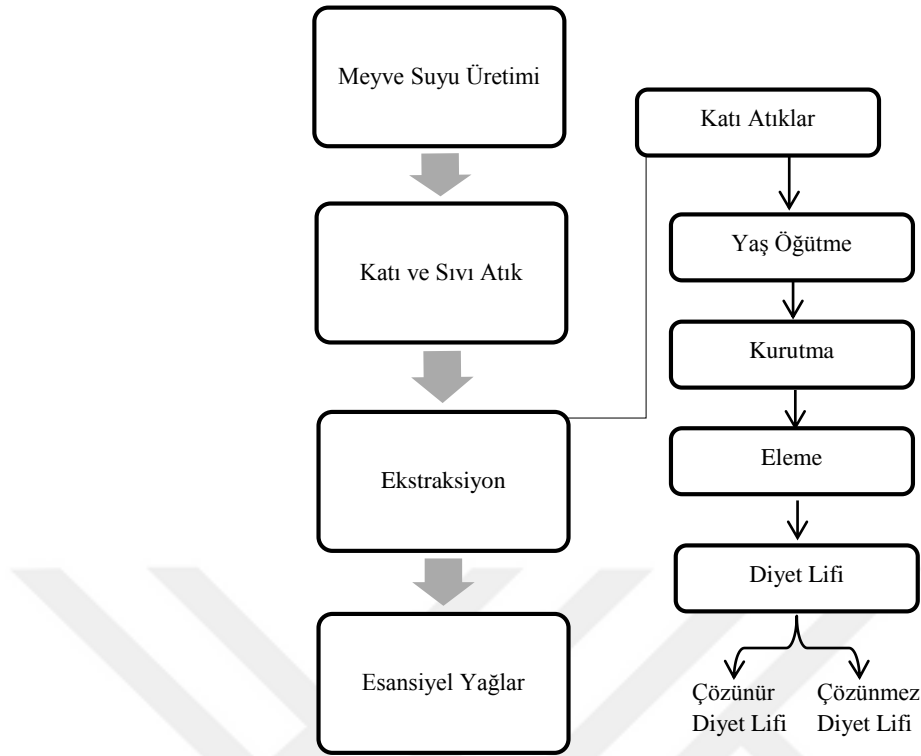 Meyve Suyu Üretimi
Katı ve Sıvı Atık
Ekstraksiyon
Esansiyel Yağlar
Katı Atıklar
Yaş Öğütme
Kurutma
Eleme
Diyet Lifi
Çözünür
Diyet Lifi
Çözünmez
Diyet Lifi